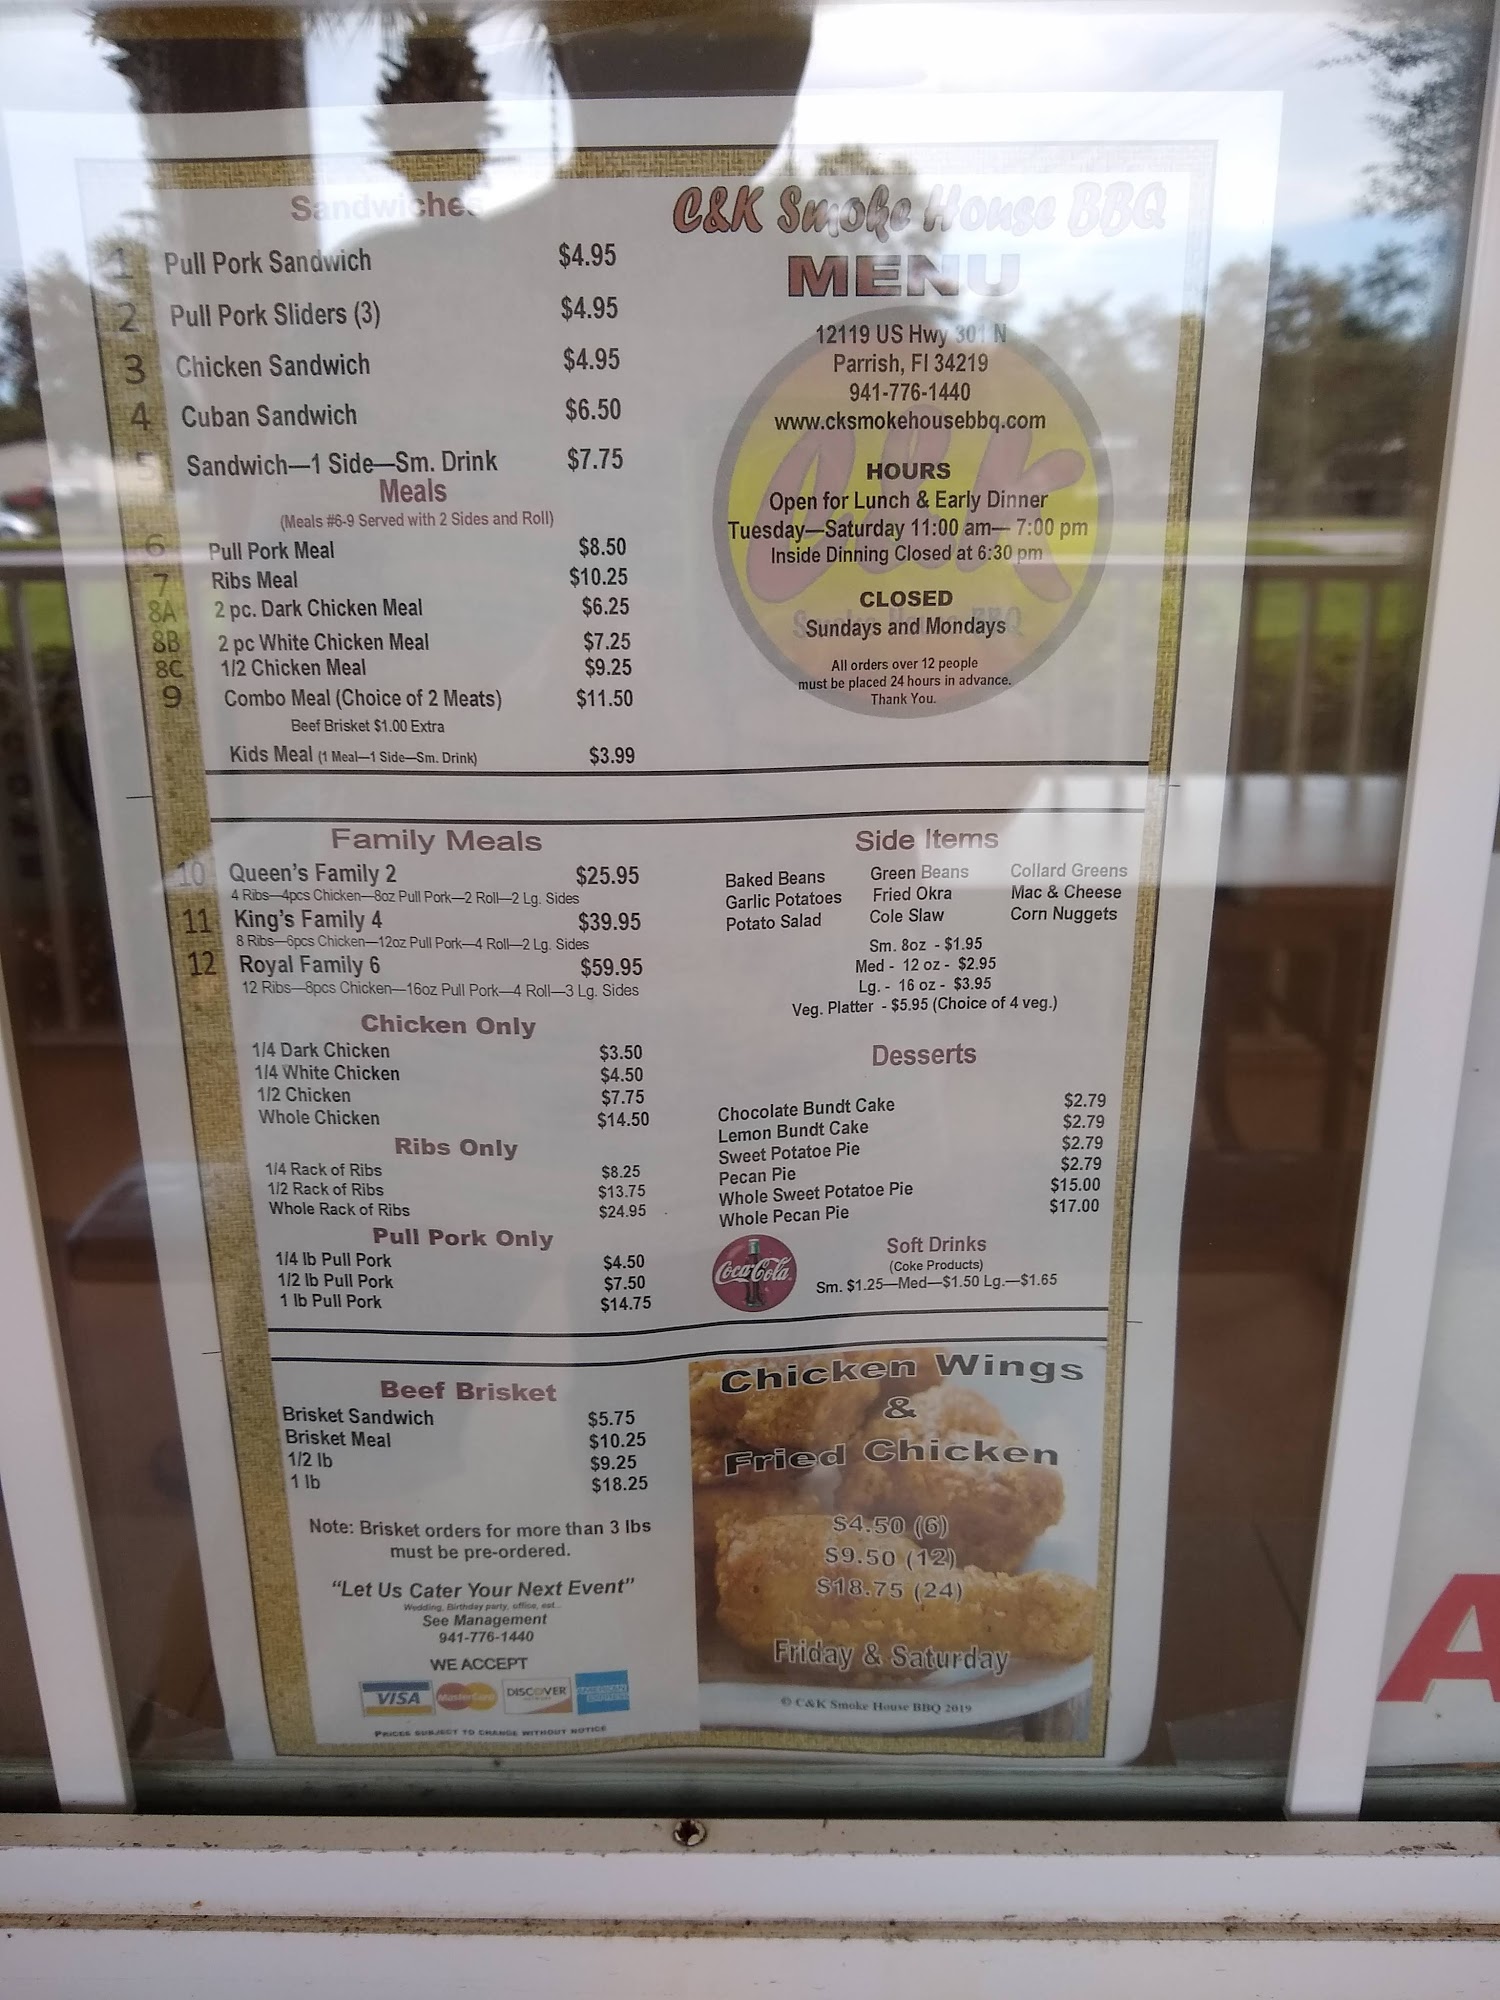 Sandwiches
1 Pull Pork Sandwich $4.95
2 Pull Pork Sliders (3) $4.95
3 Chicken Sandwich $4.95
4 Cuban Sandwich $6.50
5 Sandwich—1 Side—Sm. Drink $7.75
Meals
(Meals #6-9 Served with 2 Sides and Roll)
6 Pull Pork Meal $8.50
7 Ribs Meal $10.25
8A 2 pc. Dark Chicken Meal $6.25
8B 2 pc White Chicken Meal $7.25
8C 1/2 Chicken Meal $9.25
9 Combo Meal (Choice of 2 Meats) $11.50
Beef Brisket $1.00 Extra
Kids Meal (1 Meal—1 Side—Sm. Drink) $3.99
C&K Smoke House BBQ
MENU
12119 US Hwy 301 N
Parrish, Fl 34219
941-776-1440
www.cksmokehousebbq.com
HOURS
Open for Lunch & Early Dinner
Tuesday—Saturday 11:00 am— 7:00 pm
Inside Dinning Closed at 6:30 pm
CLOSED
Sundays and Mondays
All orders over 12 people
must be placed 24 hours in advance.
Thank You.
C&K
Smoke House BBQ
Family Meals
10 Queen's Family 2 $25.95
4 Ribs—4pcs Chicken—8oz Pull Pork—2 Roll—2 Lg. Sides
11 King's Family 4 $39.95
8 Ribs—6pcs Chicken—12oz Pull Pork—4 Roll—2 Lg. Sides
12 Royal Family 6 $59.95
12 Ribs—8pcs Chicken—16oz Pull Pork—4 Roll—3 Lg. Sides
Chicken Only
1/4 Dark Chicken $3.50
1/4 White Chicken $4.50
1/2 Chicken $7.75
Whole Chicken $14.50
Ribs Only
1/4 Rack of Ribs $8.25
1/2 Rack of Ribs $13.75
Whole Rack of Ribs $24.95
Pull Pork Only
1/4 lb Pull Pork $4.50
1/2 lb Pull Pork $7.50
1 lb Pull Pork $14.75
Side Items
Baked Beans Green Beans Collard Greens
Garlic Potatoes Fried Okra Mac & Cheese
Potato Salad Cole Slaw Corn Nuggets
Sm. 8oz - $1.95
Med - 12 oz - $2.95
Lg. - 16 oz - $3.95
Veg. Platter - $5.95 (Choice of 4 veg.)
Desserts
Chocolate Bundt Cake $2.79
Lemon Bundt Cake $2.79
Sweet Potatoe Pie $2.79
Pecan Pie $2.79
Whole Sweet Potatoe Pie $15.00
Whole Pecan Pie $17.00
Coca-Cola
Soft Drinks
(Coke Products)
Sm. $1.25—Med—$1.50 Lg.—$1.65
Beef Brisket
Brisket Sandwich $5.75
Brisket Meal $10.25
1/2 lb $9.25
1 lb $18.25
Note: Brisket orders for more than 3 lbs
must be pre-ordered.
"Let Us Cater Your Next Event"
Wedding, Birthday party, office, est...
See Management
941-776-1440
WE ACCEPT
VISA MasterCard DISCOVER AMERICAN EXPRESS
PRICES SUBJECT TO CHANGE WITHOUT NOTICE
Chicken Wings
&
Fried Chicken
$4.50 (6)
$9.50 (12)
$18.75 (24)
Friday & Saturday
© C&K Smoke House BBQ 2019
A